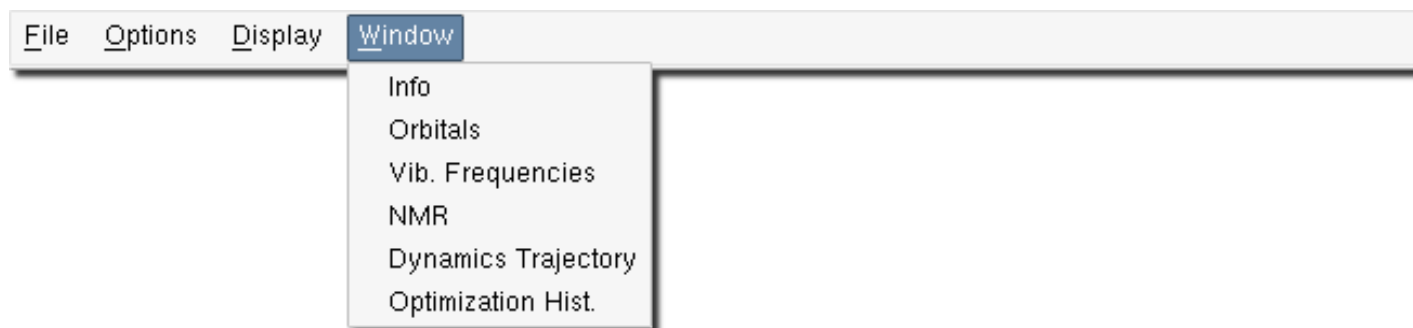 File Options Display Window
Info
Orbitals
Vib. Frequencies
NMR
Dynamics Trajectory
Optimization Hist.